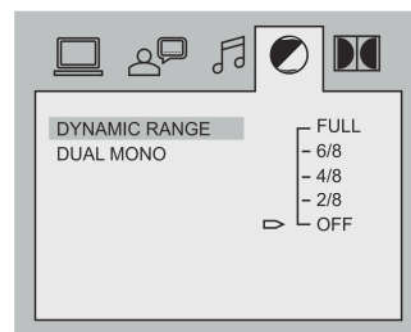 DYNAMIC RANGE
DUAL MONO
FULL
6/8
4/8
2/8
OFF